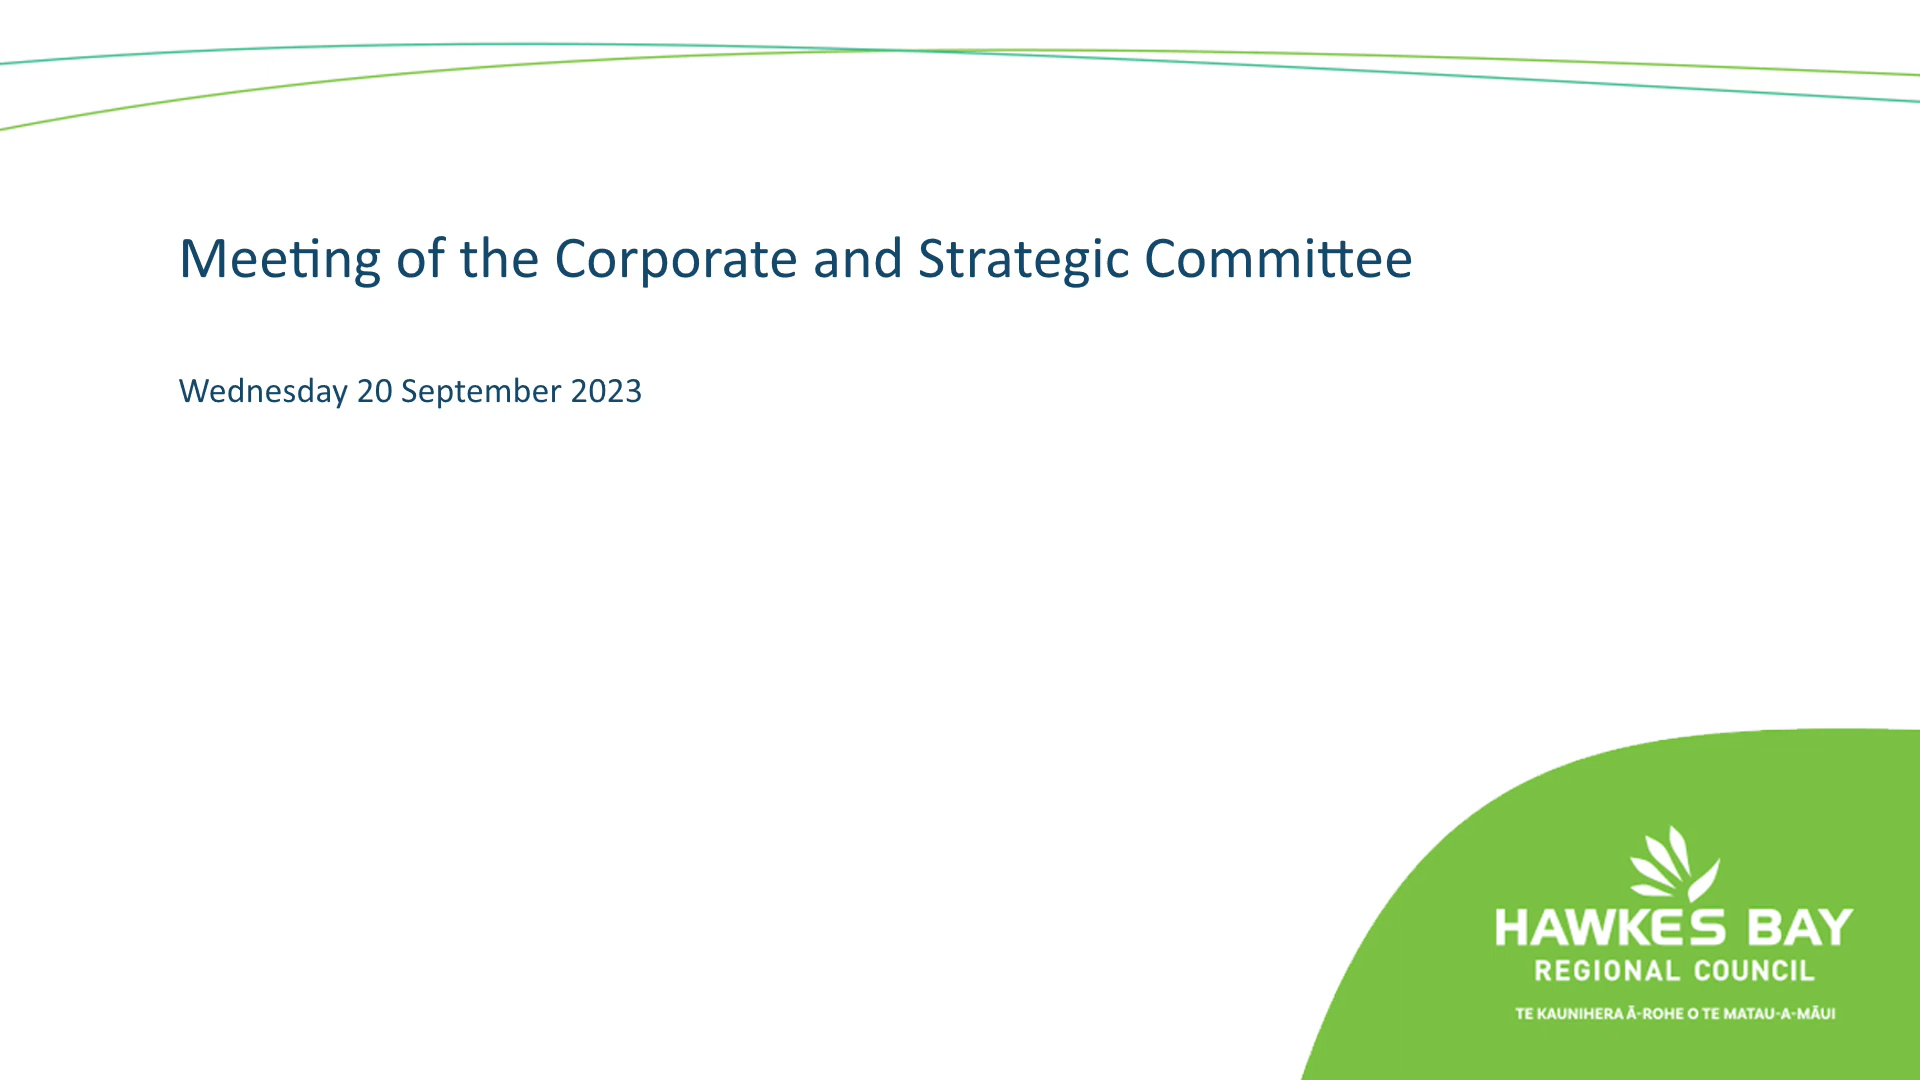 Meeting of the Corporate and Strategic Committee
Wednesday 20 September 2023
HAWKES BAY
REGIONAL COUNCIL
TE KAUNIHERA Ā-ROHE O TE MATAU-A-MĀUI